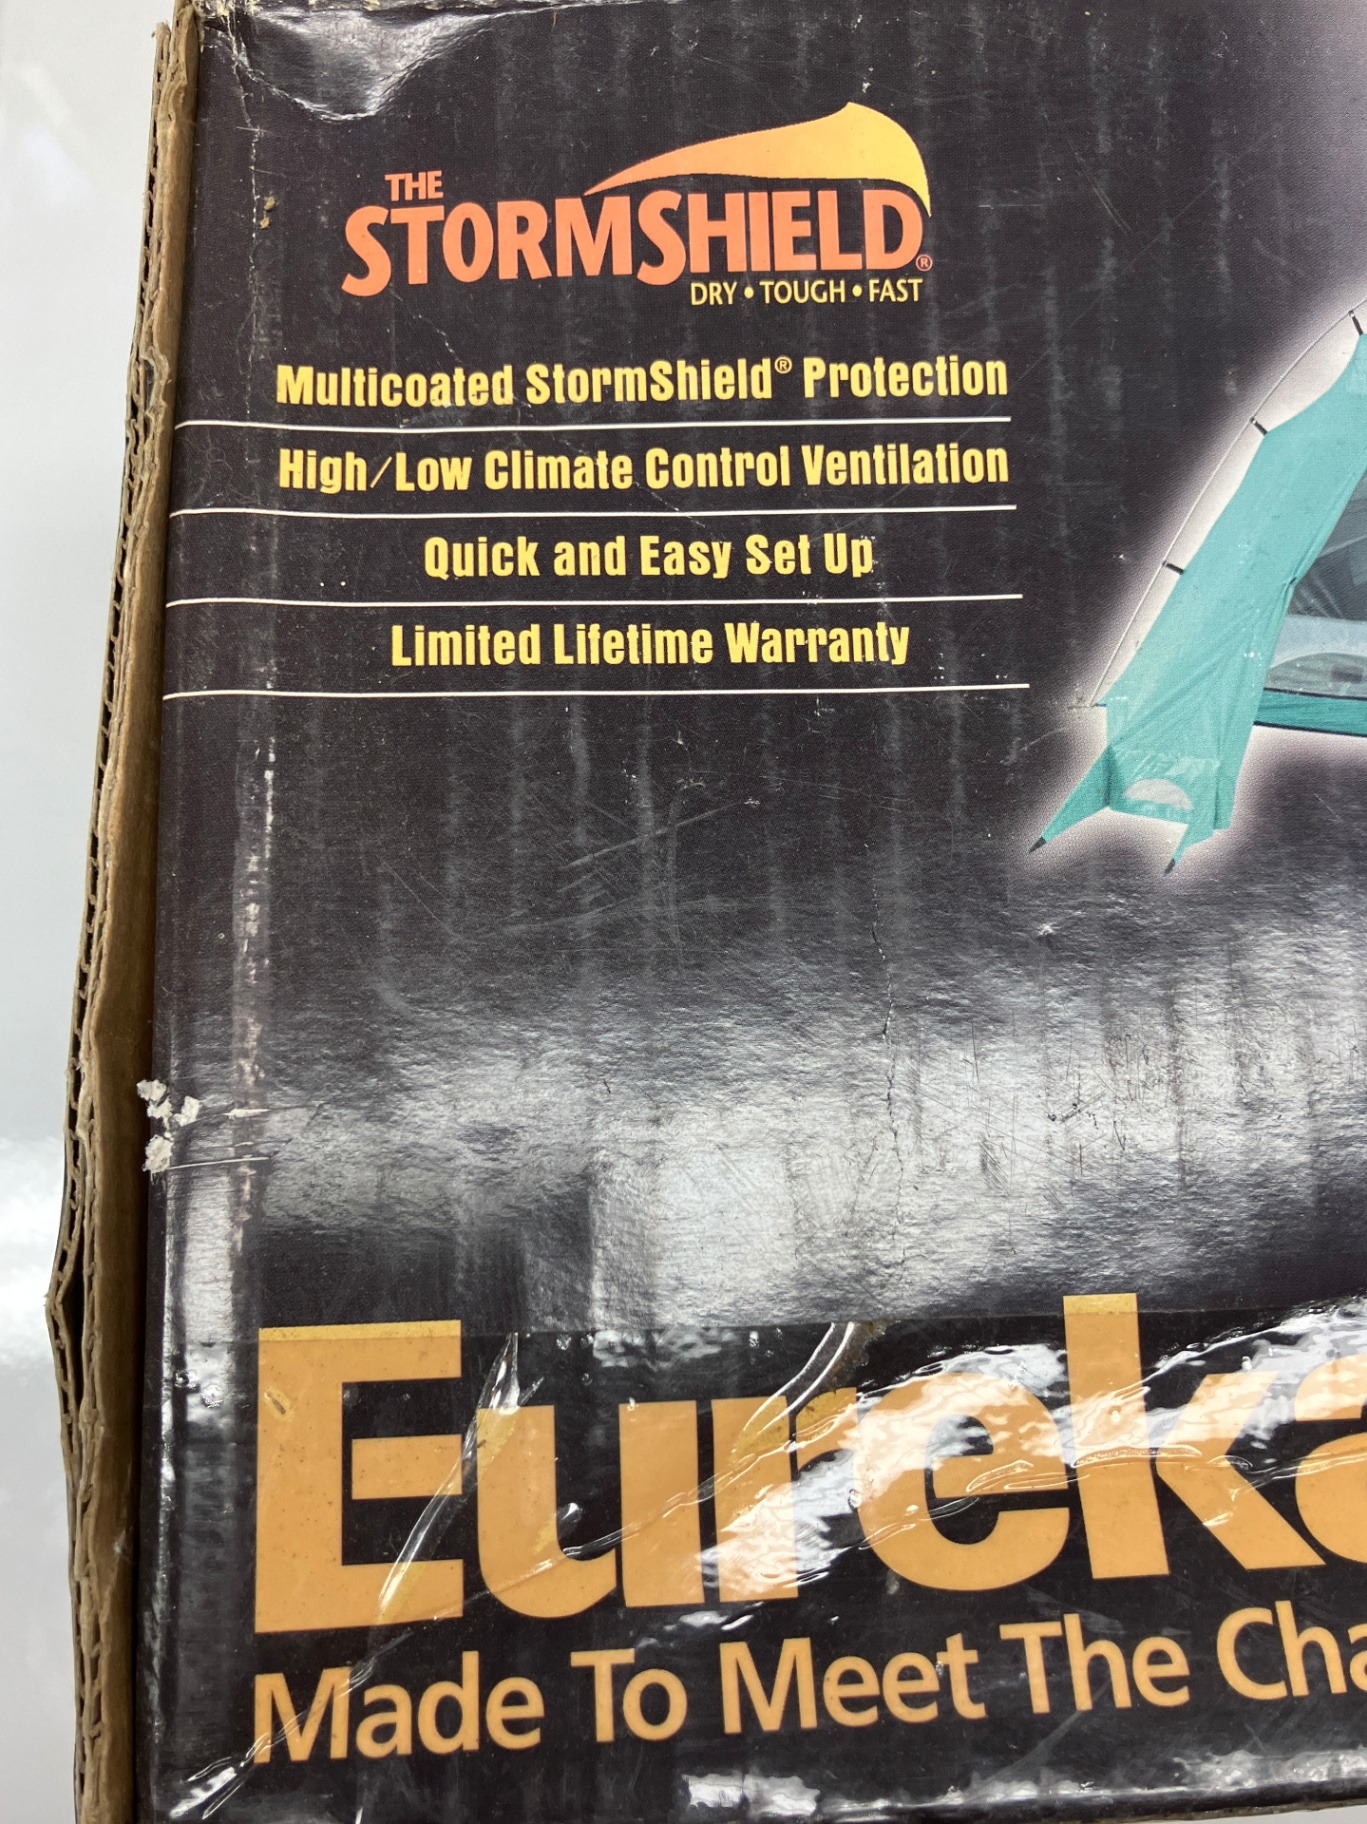 THE
STORMSHIELD®
DRY • TOUGH • FAST
Multicoated StormShield® Protection
High/Low Climate Control Ventilation
Quick and Easy Set Up
Limited Lifetime Warranty
Eureka
Made To Meet The Cha